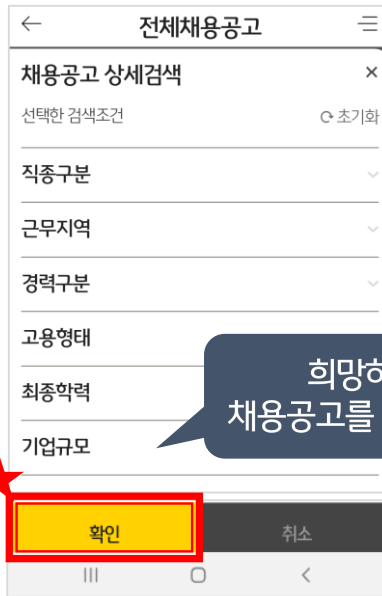 전체채용공고
채용공고 상세검색
선택한 검색조건 초기화
직종구분
근무지역
경력구분
고용형태
최종학력
기업규모
희망하
채용공고를
확인 취소